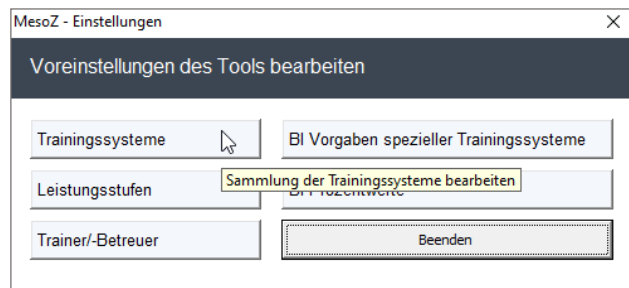 MesoZ - Einstellungen
Voreinstellungen des Tools bearbeiten
Trainingssysteme
BI Vorgaben spezieller Trainingssysteme
Sammlung der Trainingssysteme bearbeiten
Leistungsstufen
BI Prozentwerte
Trainer/-Betreuer
Beenden